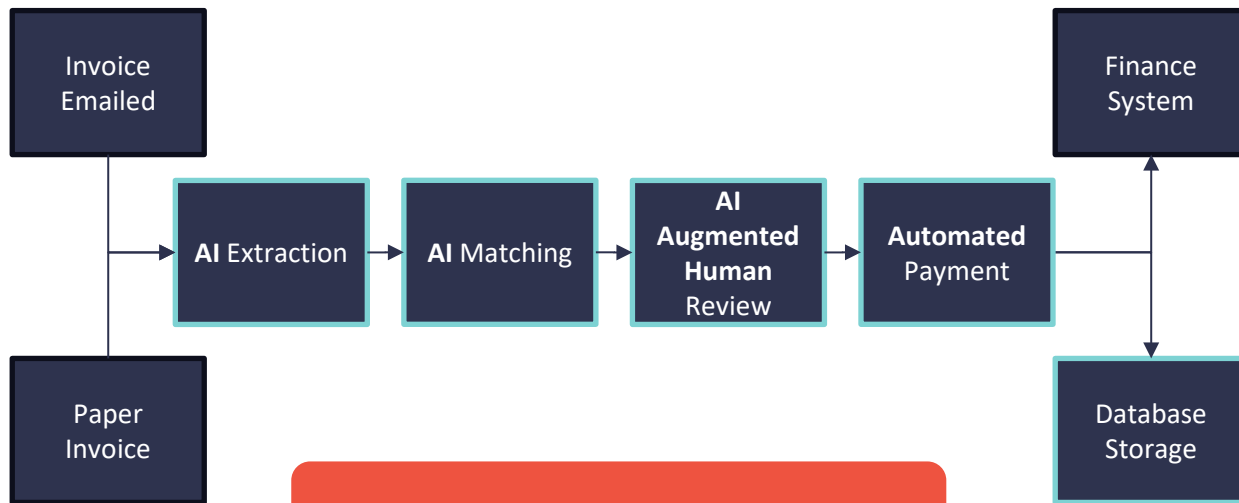 Invoice
Emailed
Finance
System
AI Extraction
AI Matching
AI
Augmented
Human
Review
Automated
Payment
Paper
Invoice
Database
Storage